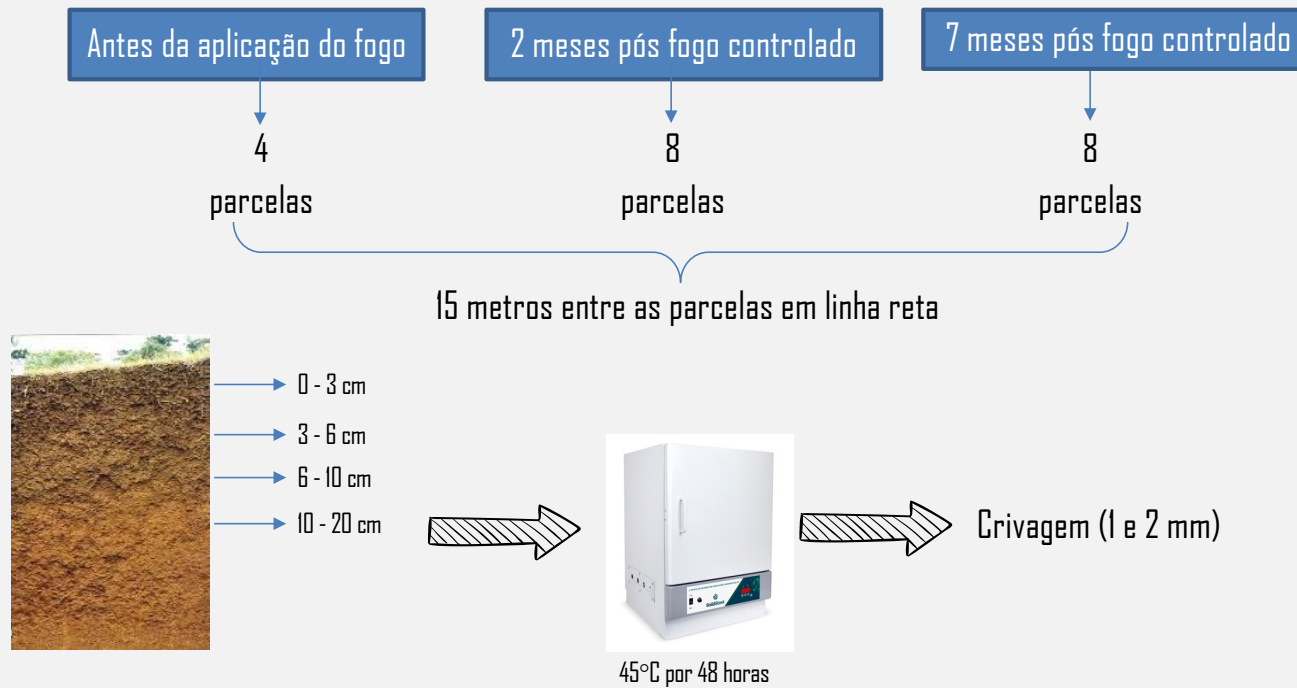 Antes da aplicação do fogo
2 meses pós fogo controlado
7 meses pós fogo controlado
4
parcelas
8
parcelas
8
parcelas
15 metros entre as parcelas em linha reta
0 - 3 cm
3 - 6 cm
6 - 10 cm
10 - 20 cm
Crivagem (1 e 2 mm)
45°C por 48 horas